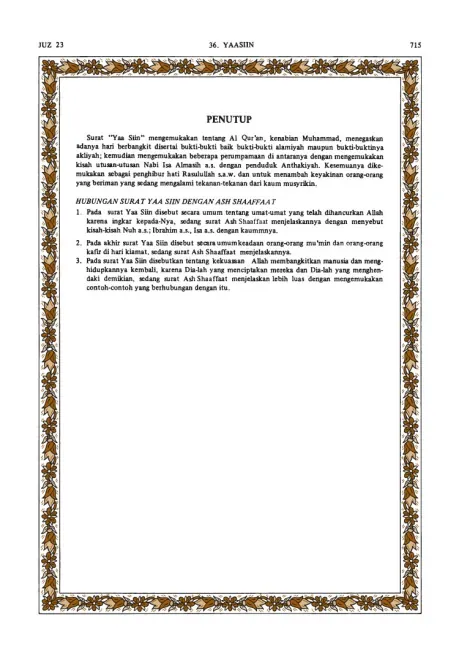 JUZ 23 36. YAASIIN 715
PENUTUP
Surat "Yaa Siin" mengemukakan tentang Al Qur'an, kenabian Muhammad, menegaskan
adanya hari berbangkit disertai bukti-bukti baik bukti-bukti alamiyah maupun bukti-buktinya
akliyah; kemudian mengemukakan beberapa perumpamaan di antaranya dengan mengemukakan
kisah utusan-utusan Nabi Isa Almasih a.s. dengan penduduk Anthakiyah. Kesemuanya dike-
mukakan sebagai penghibur hati Rasulullah s.a.w. dan untuk menambah keyakinan orang-orang
yang beriman yang sedang mengalami tekanan-tekanan dari kaum musyrikin.
HUBUNGAN SURAT YAA SIIN DENGAN ASH SHAAFFAAT
1. Pada surat Yaa Siin disebut secara umum tentang umat-umat yang telah dihancurkan Allah
karena ingkar kepada-Nya, sedang surat Ash Shaaffaat menjelaskannya dengan menyebut
kisah-kisah Nuh a.s.; Ibrahim a.s., Isa a.s. dengan kaummnya.
2. Pada akhir surat Yaa Siin disebut secara umum keadaan orang-orang mu'min dan orang-orang
kafir di hari kiamat, sedang surat Ash Shaaffaat menjelaskannya.
3. Pada surat Yaa Siin disebutkan tentang kekuasaan Allah membangkitkan manusia dan meng-
hidupkannya kembali, karena Dia-lah yang menciptakan mereka dan Dia-lah yang menghen-
daki demikian, sedang surat Ash Shaaffaat menjelaskan lebih luas dengan mengemukakan
contoh-contoh yang berhubungan dengan itu.